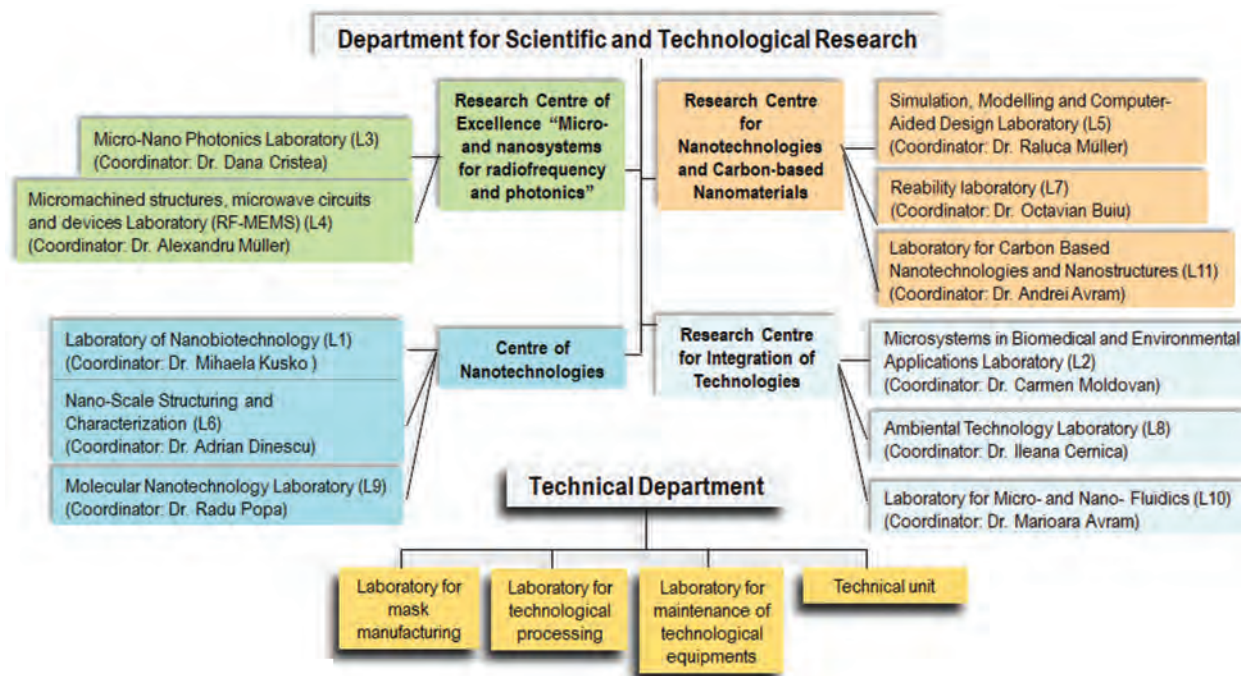 Department for Scientific and Technological Research
Research Centre of
Excellence “Micro-
and nanosystems
for radiofrequency
and photonics”
Micro-Nano Photonics Laboratory (L3)
(Coordinator: Dr. Dana Cristea)
Micromachined structures, microwave circuits
and devices Laboratory (RF-MEMS) (L4)
(Coordinator: Dr. Alexandru Müller)
Research Centre
for
Nanotechnologies
and Carbon-based
Nanomaterials
Simulation, Modelling and Computer-
Aided Design Laboratory (L5)
(Coordinator: Dr. Raluca Müller)
Reability laboratory (L7)
(Coordinator: Dr. Octavian Buiu)
Laboratory for Carbon Based
Nanotechnologies and Nanostructures (L11)
(Coordinator: Dr. Andrei Avram)
Laboratory of Nanobiotechnology (L1)
(Coordinator: Dr. Mihaela Kusko )
Nano-Scale Structuring and
Characterization (L6)
(Coordinator: Dr. Adrian Dinescu)
Molecular Nanotechnology Laboratory (L9)
(Coordinator: Dr. Radu Popa)
Centre of
Nanotechnologies
Research Centre
for Integration of
Technologies
Microsystems in Biomedical and Environmental
Applications Laboratory (L2)
(Coordinator: Dr. Carmen Moldovan)
Ambiental Technology Laboratory (L8)
(Coordinator: Dr. Ileana Cernica)
Laboratory for Micro- and Nano- Fluidics (L10)
(Coordinator: Dr. Marioara Avram)
Technical Department
Laboratory for
mask
manufacturing
Laboratory for
technological
processing
Laboratory for
maintenance of
technological
equipments
Technical unit